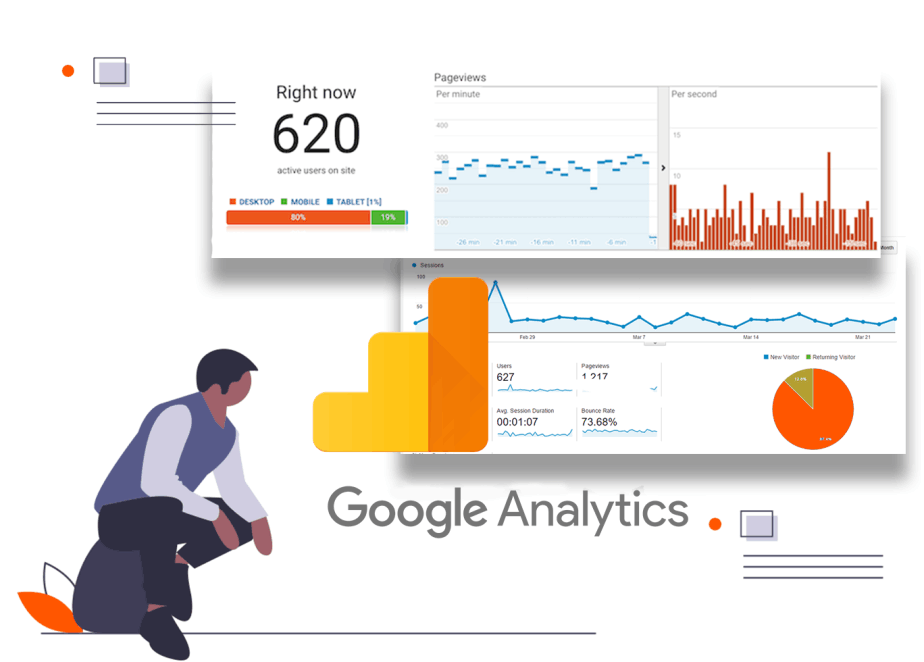 Right now
620
active users on site
DESKTOP MOBILE TABLET [1%]
80% 19%
Pageviews
Per minute
400
300
200
100
-26 min -21 min -16 min -11 min -6 min
Per second
15
10
Month
Sessions
100
50
Feb 29 Mar 7 Mar 14 Mar 21
Users
627
Pageviews
1,217
Avg. Session Duration
00:01:07
Bounce Rate
73.68%
New Visitor Returning Visitor
Google Analytics